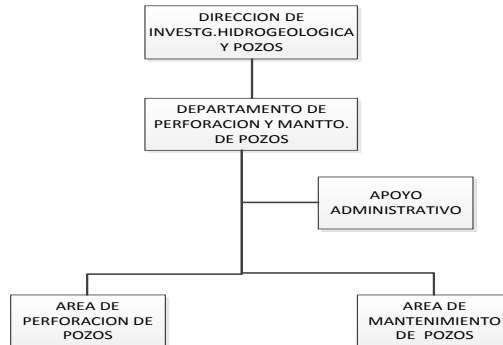 DIRECCION DE
INVESTG.HIDROGEOLOGICA
Y POZOS
DEPARTAMENTO DE
PERFORACION Y MANTTO.
DE POZOS
APOYO
ADMINISTRATIVO
AREA DE
PERFORACION DE
POZOS
AREA DE
MANTENIMIENTO
DE POZOS